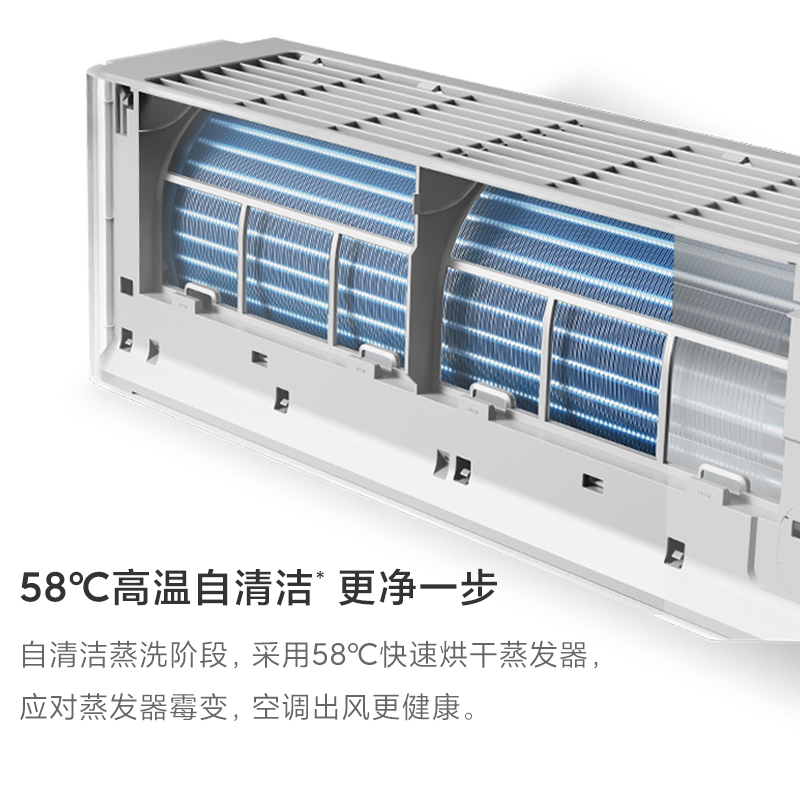 58℃高温自清洁* 更净一步
自清洁蒸洗阶段，采用58℃快速烘干蒸发器，
应对蒸发器霉变，空调出风更健康。